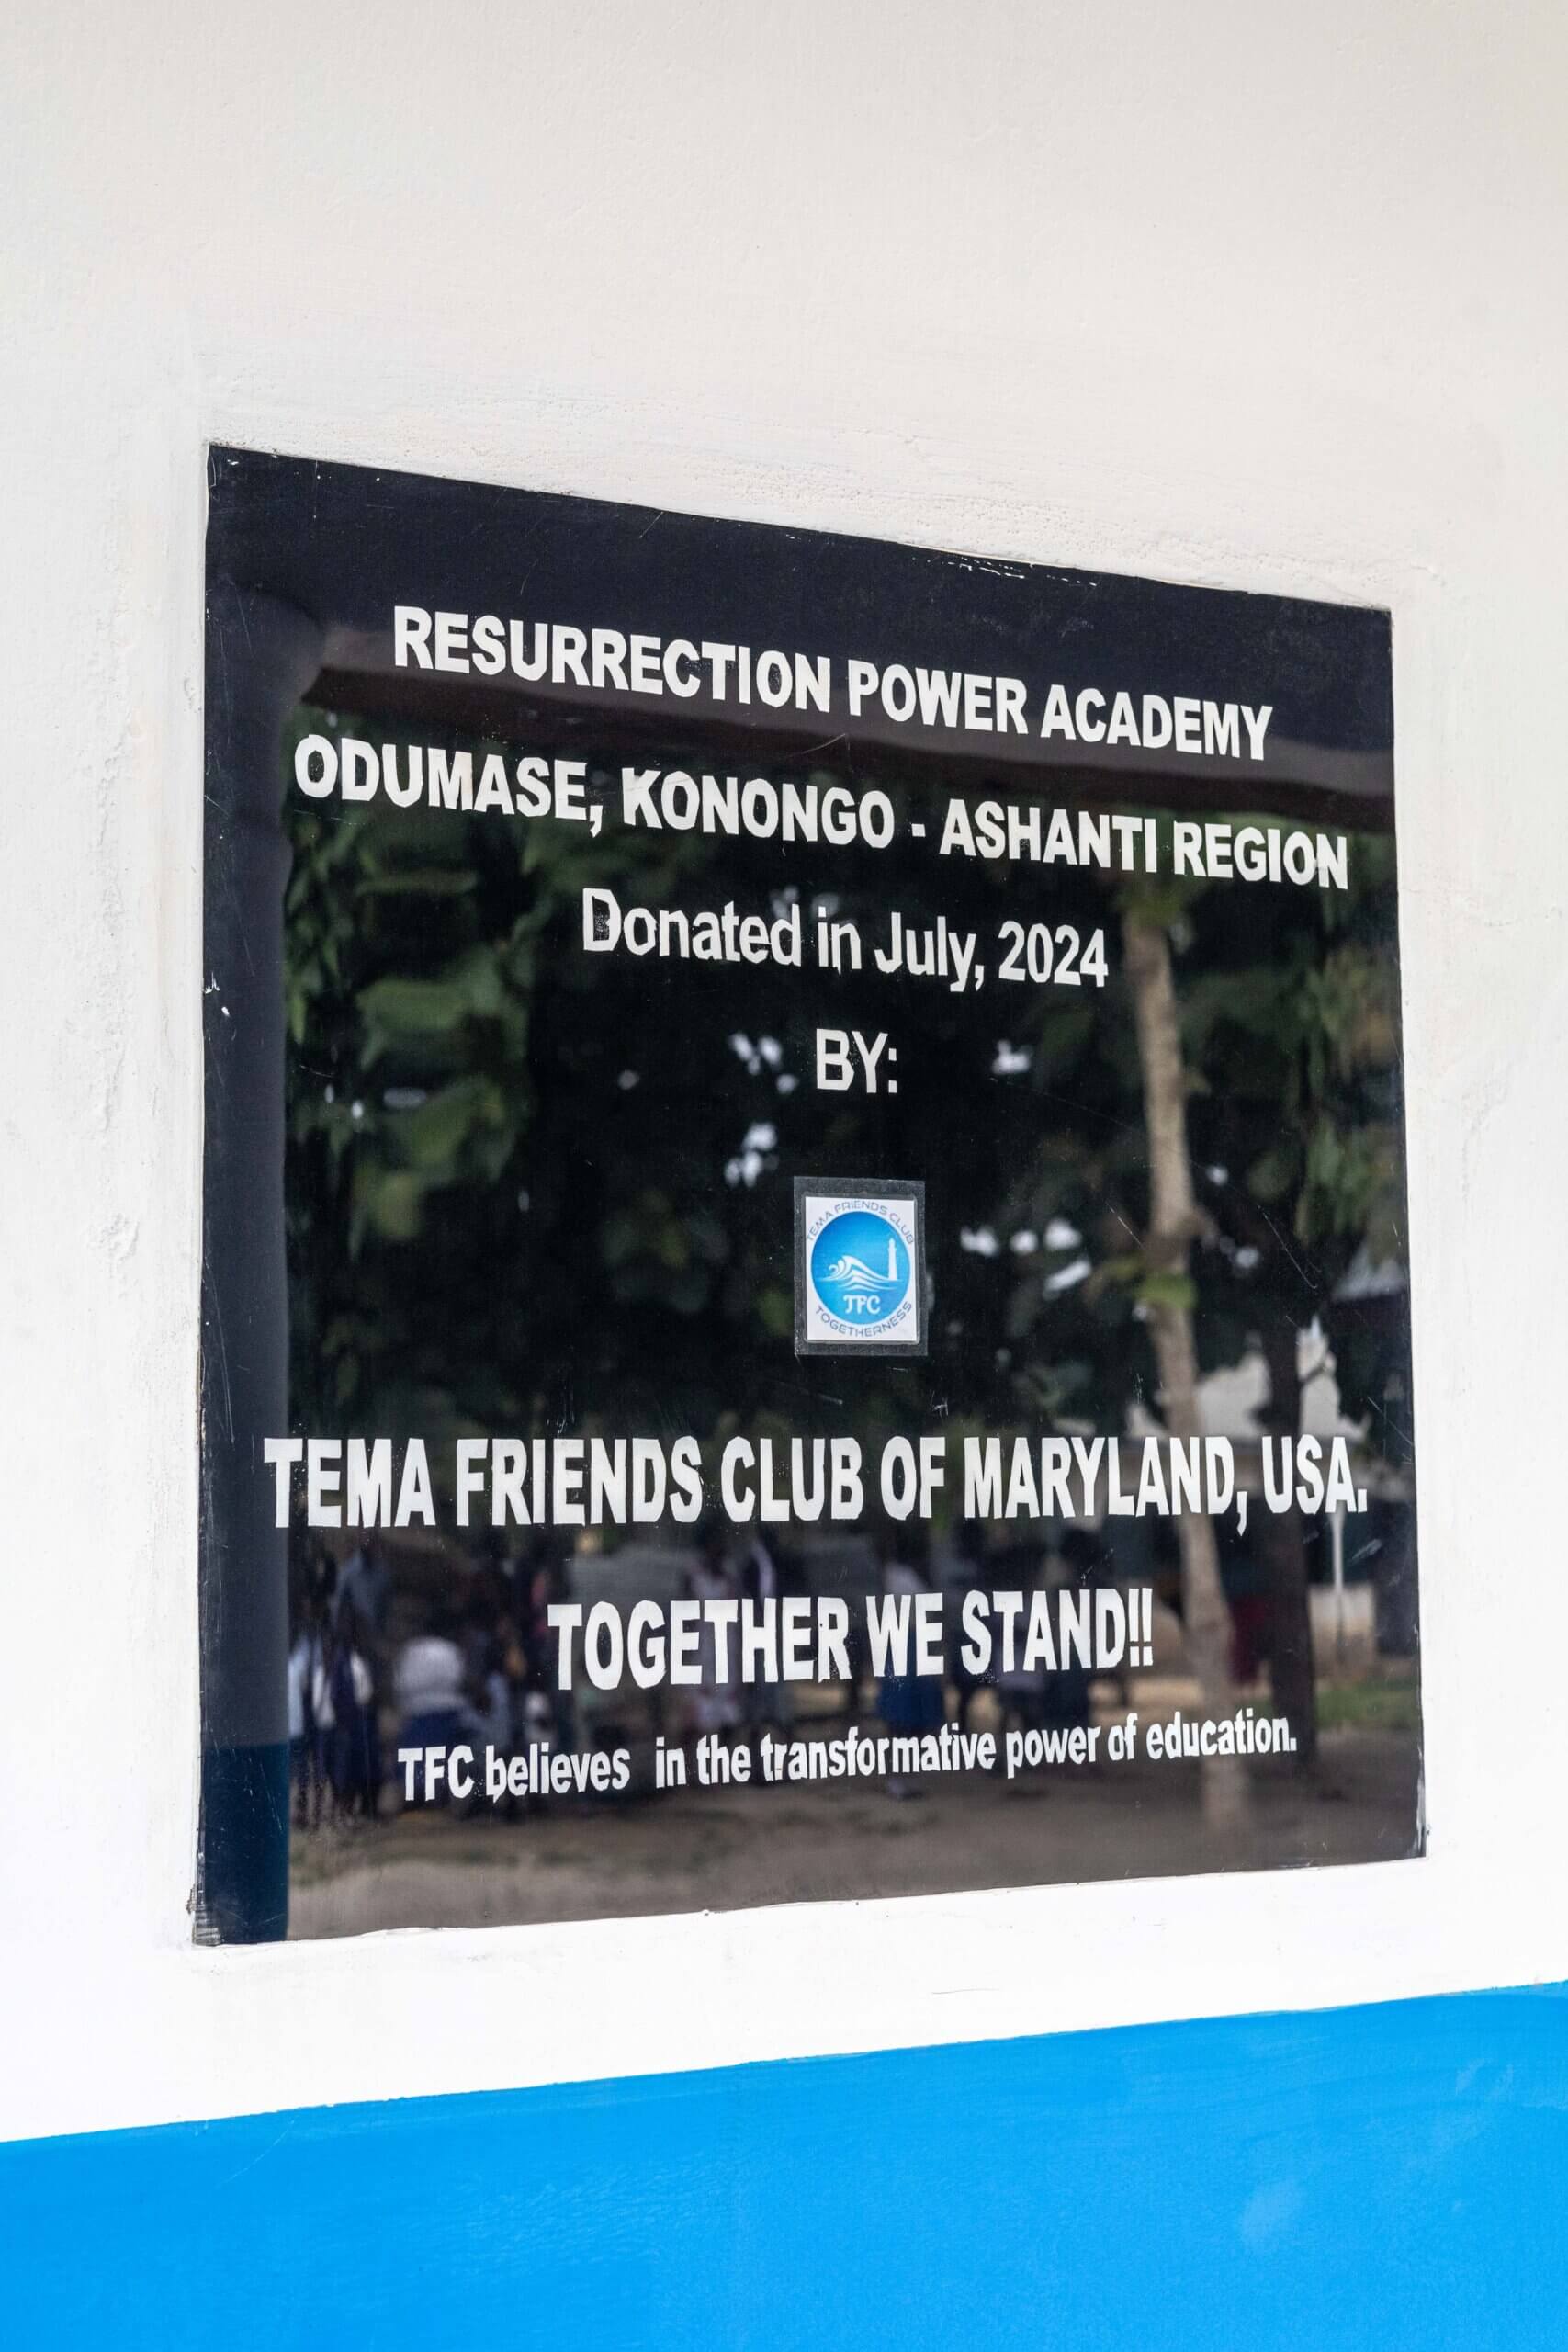 RESURRECTION POWER ACADEMY
ODUMASE, KONONGO - ASHANTI REGION
Donated in July, 2024
BY:
TEMA FRIENDS CLUB
TFC
TOGETHERNESS
TEMA FRIENDS CLUB OF MARYLAND, USA.
TOGETHER WE STAND!!
TFC believes in the transformative power of education.